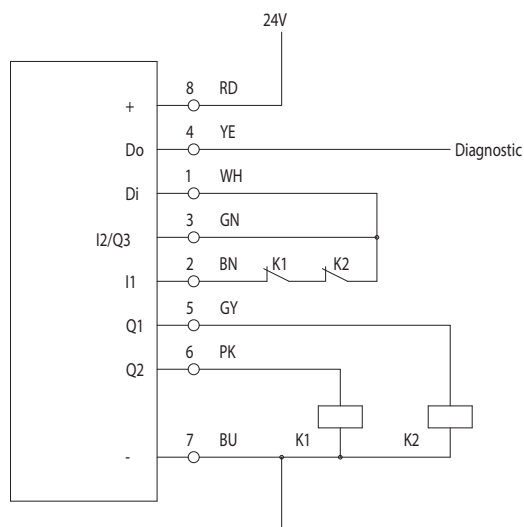 24V
+ 8 RD
Do 4 YE Diagnostic
Di 1 WH
I2/Q3 3 GN
I1 2 BN K1 K2
Q1 5 GY
Q2 6 PK
- 7 BU K1 K2